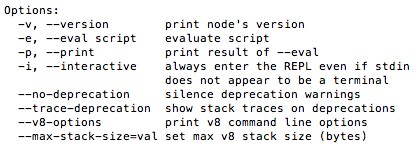 Options:
  -v, --version        print node's version
  -e, --eval script    evaluate script
  -p, --print          print result of --eval
  -i, --interactive    always enter the REPL even if stdin
                       does not appear to be a terminal
  --no-deprecation     silence deprecation warnings
  --trace-deprecation  show stack traces on deprecations
  --v8-options         print v8 command line options
  --max-stack-size=val set max v8 stack size (bytes)